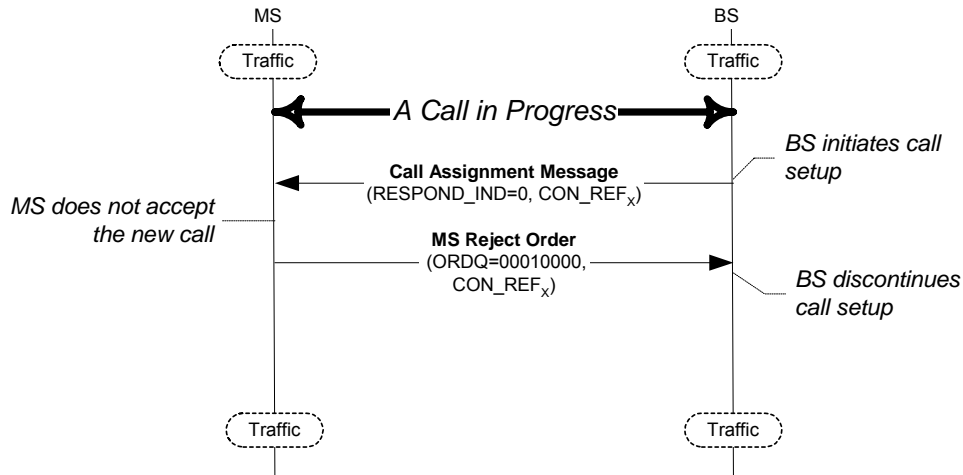 MS
BS
Traffic
Traffic
A Call in Progress
BS initiates call
setup
Call Assignment Message
(RESPOND_IND=0, CON_REFX)
MS does not accept
the new call
MS Reject Order
(ORDQ=00010000,
CON_REFX)
BS discontinues
call setup
Traffic
Traffic